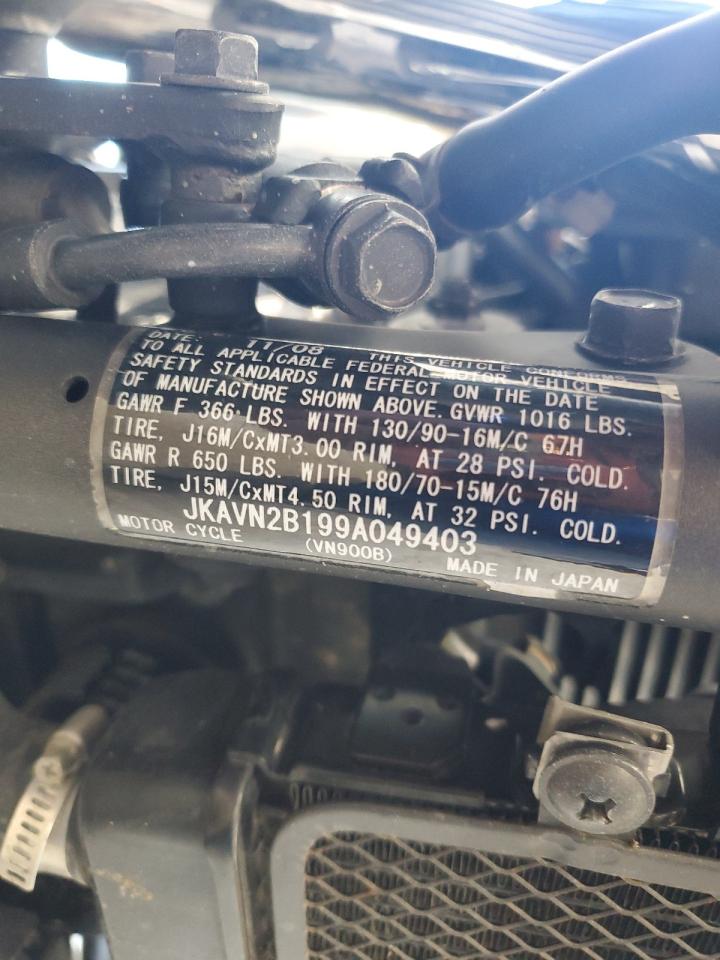 DATE: 11/08 THIS VEHICLE CONFORMS
TO ALL APPLICABLE FEDERAL MOTOR VEHICLE
SAFETY STANDARDS IN EFFECT ON THE DATE
OF MANUFACTURE SHOWN ABOVE. GVWR 1016 LBS.
GAWR F 366 LBS. WITH 130/90-16M/C 67H
TIRE, J16M/CxMT3.00 RIM, AT 28 PSI. COLD.
GAWR R 650 LBS. WITH 180/70-15M/C 76H
TIRE, J15M/CxMT4.50 RIM, AT 32 PSI. COLD.
JKAVN2B199A049403
MOTOR CYCLE (VN900B) MADE IN JAPAN